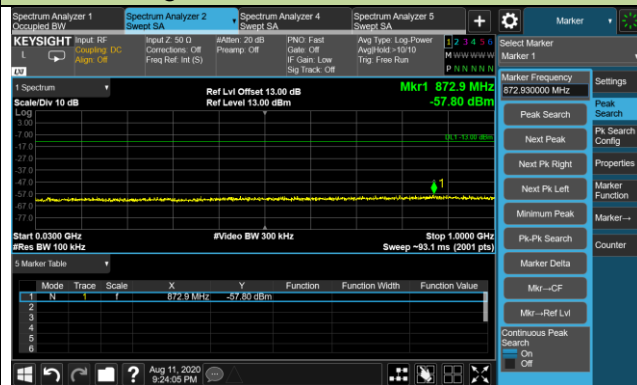 Spectrum Analyzer 1
Occupied BW
Spectrum Analyzer 2
Swept SA
Spectrum Analyzer 4
Swept SA
Spectrum Analyzer 5
Swept SA
+
Marker
KEYSIGHT
L
LXI
Input: RF
Coupling: DC
Align: Off
Input Z: 50 Ω
Corrections: Off
Freq Ref: Int (S)
#Atten: 20 dB
Preamp: Off
PNO: Fast
Gate: Off
IF Gain: Low
Sig Track: Off
Avg Type: Log-Power
Avg|Hold:>10/10
Trig: Free Run
1 2 3 4 5 6
M W W W W W
P N N N N N
Select Marker
Marker 1
1 Spectrum
Scale/Div 10 dB
Ref Lvl Offset 13.00 dB
Ref Level 13.00 dBm
Mkr1 872.9 MHz
-57.80 dBm
Log
3.00
-7.00
-17.0
-27.0
-37.0
-47.0
-57.0
-67.0
-77.0
DL1 -13.00 dBm
1
Start 0.0300 GHz
#Res BW 100 kHz
#Video BW 300 kHz
Stop 1.0000 GHz
Sweep ~93.1 ms (2001 pts)
5 Marker Table
Mode Trace Scale X Y Function Function Width Function Value
1 N 1 f 872.9 MHz -57.80 dBm
2
3
4
5
6
Marker Frequency
872.930000 MHz
Peak Search
Next Peak
Next Pk Right
Next Pk Left
Minimum Peak
Pk-Pk Search
Marker Delta
Mkr→CF
Mkr→Ref Lvl
Continuous Peak
Search
On
Off
Settings
Peak
Search
Pk Search
Config
Properties
Marker
Function
Marker→
Counter
?
Aug 11, 2020
9:24:05 PM